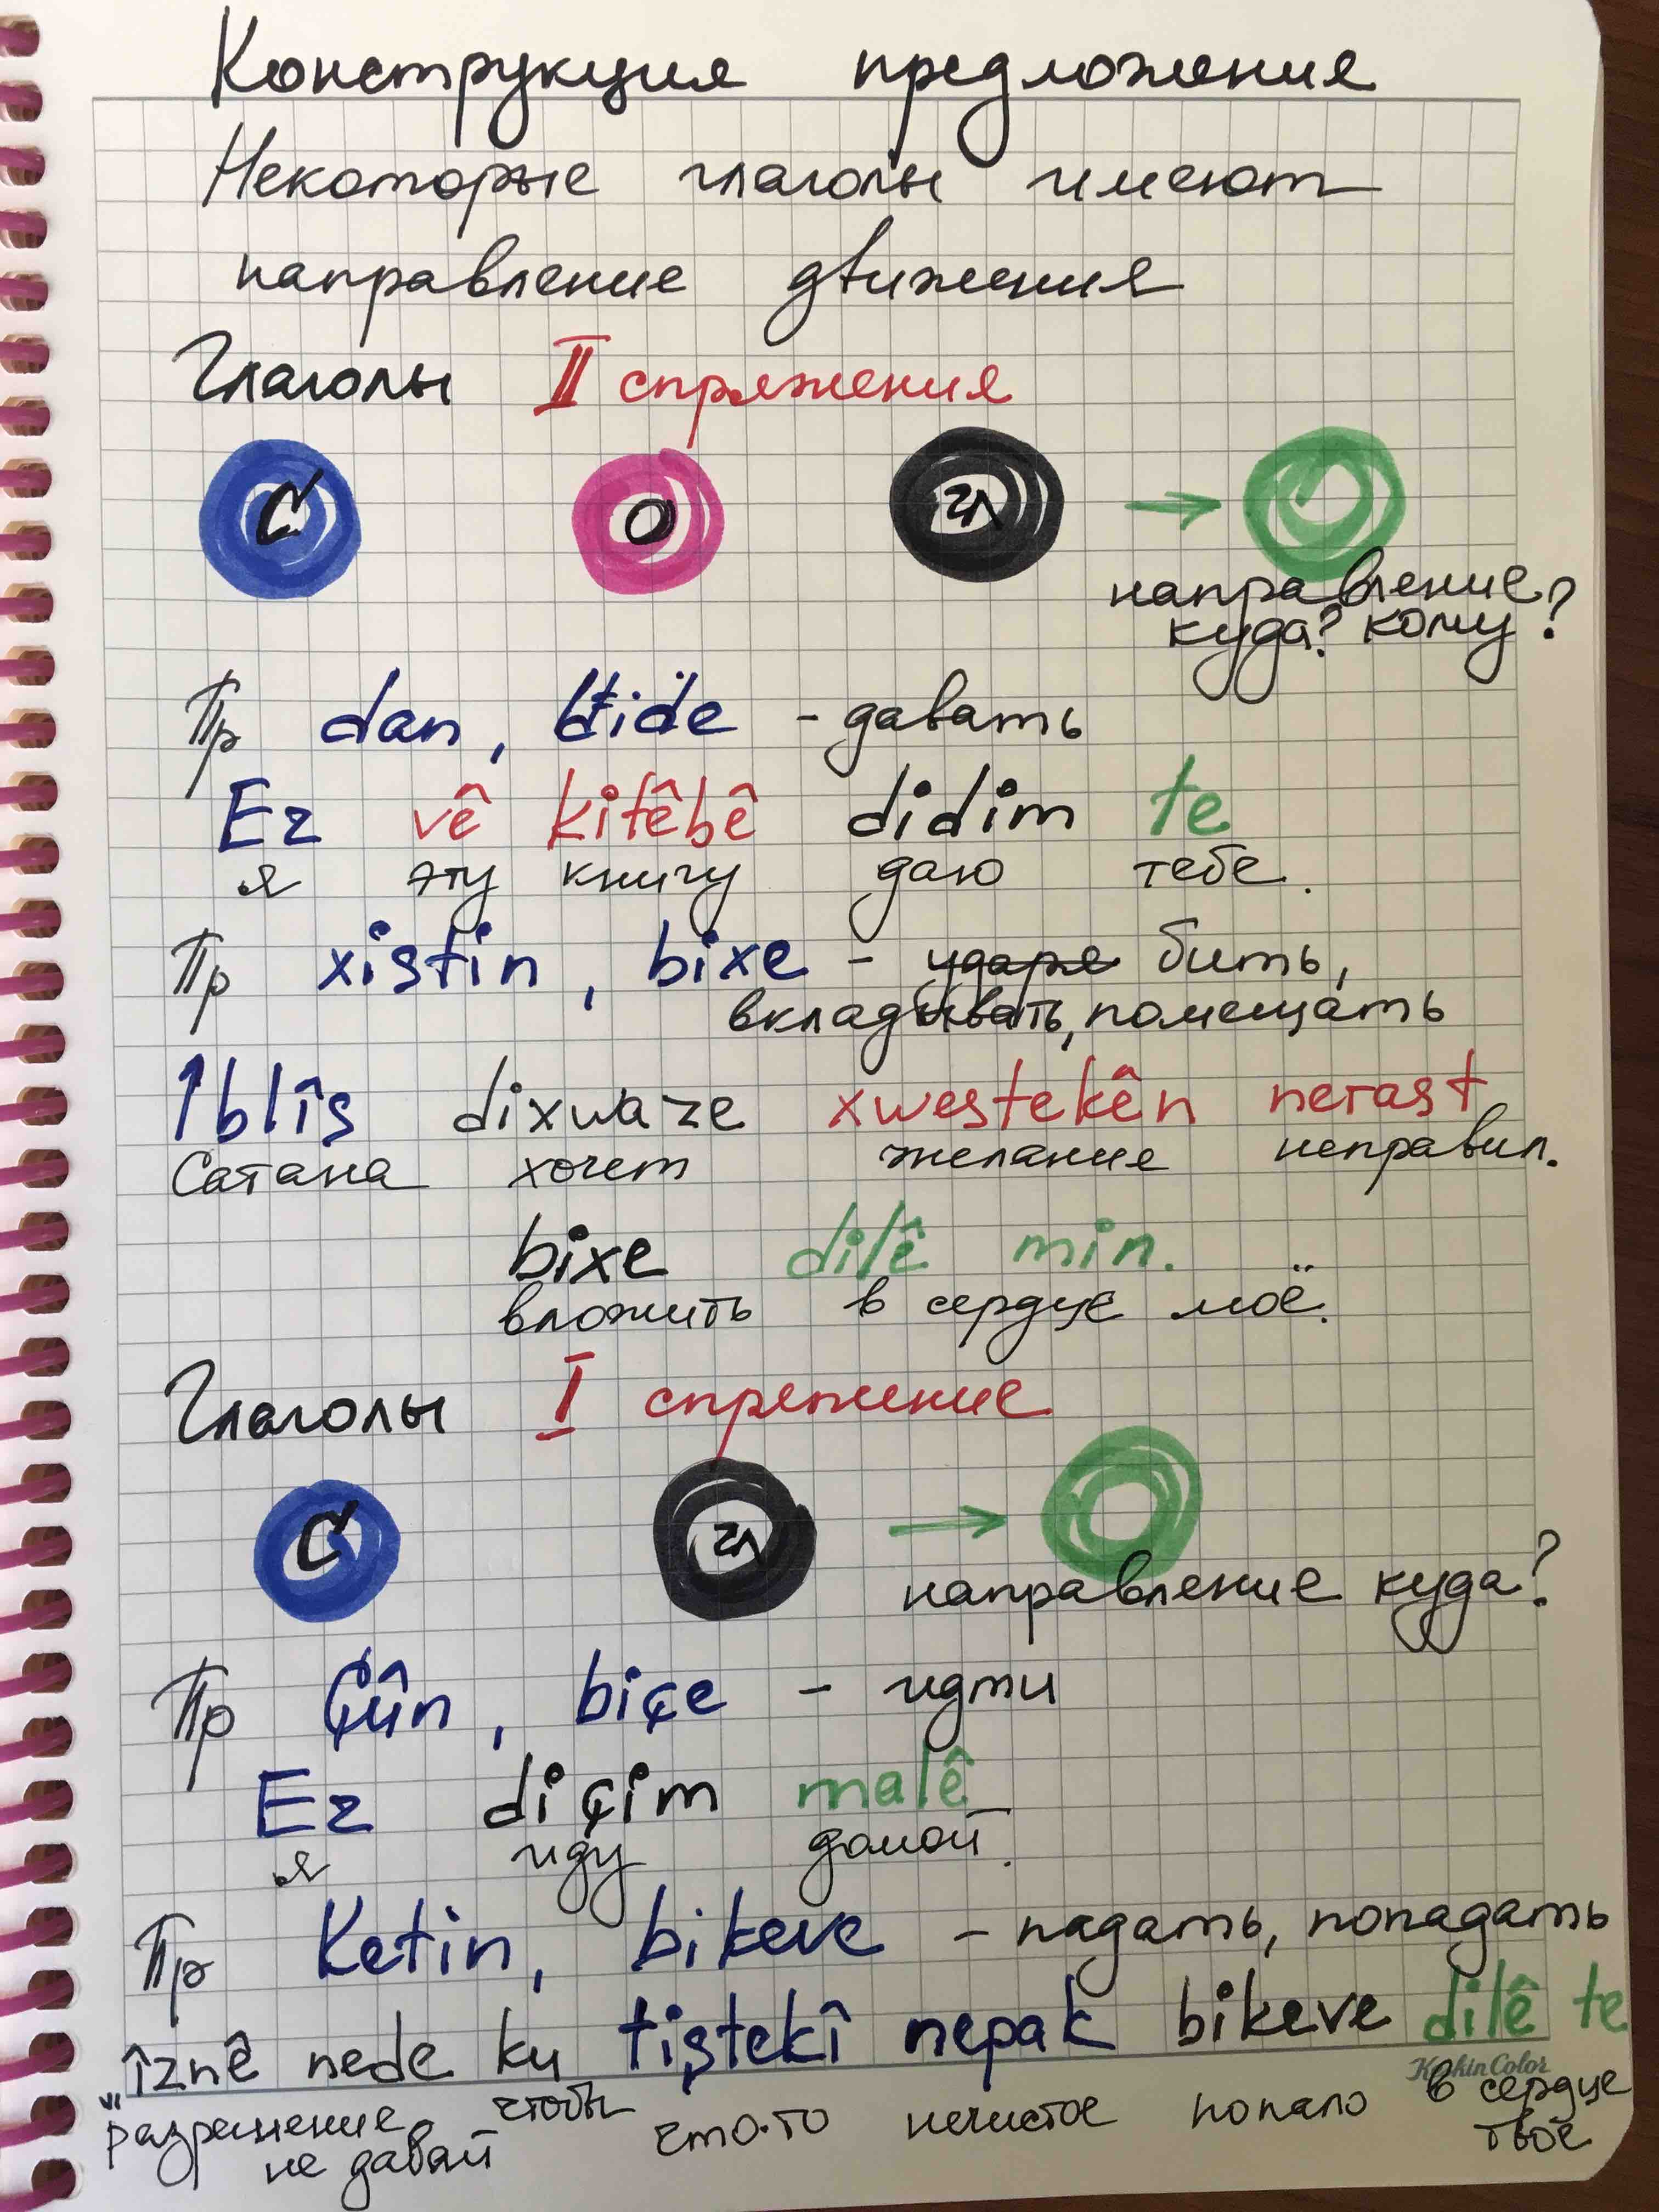 Конструкция предложения
Некоторые глаголы имеют
направление движения
Глаголы II спряжения
С О гл →
направление
куда? кому?
Пр dan, bide - давать
Ez vê kitêbê didim te
я эту книгу даю тебе.
Пр xistin, bixe - ударя бить,
вкладывать, помещать
Iblîs dixwaze xwestekên nerast
Сатана хочет желание неправил.
bixe dilê min.
вложить в сердце моё.
Глаголы I спрежение
С гл →
направление куда?
Пр Çûn, biçe - идти
Ez diçim malê
я иду домой.
Пр Ketin, bikeve - падать, попадать
îznê nede ku tiştekî nepak bikeve dilê te
KokinColor
разрешение не давай чтобы что-то нечистое попало в сердце твоё